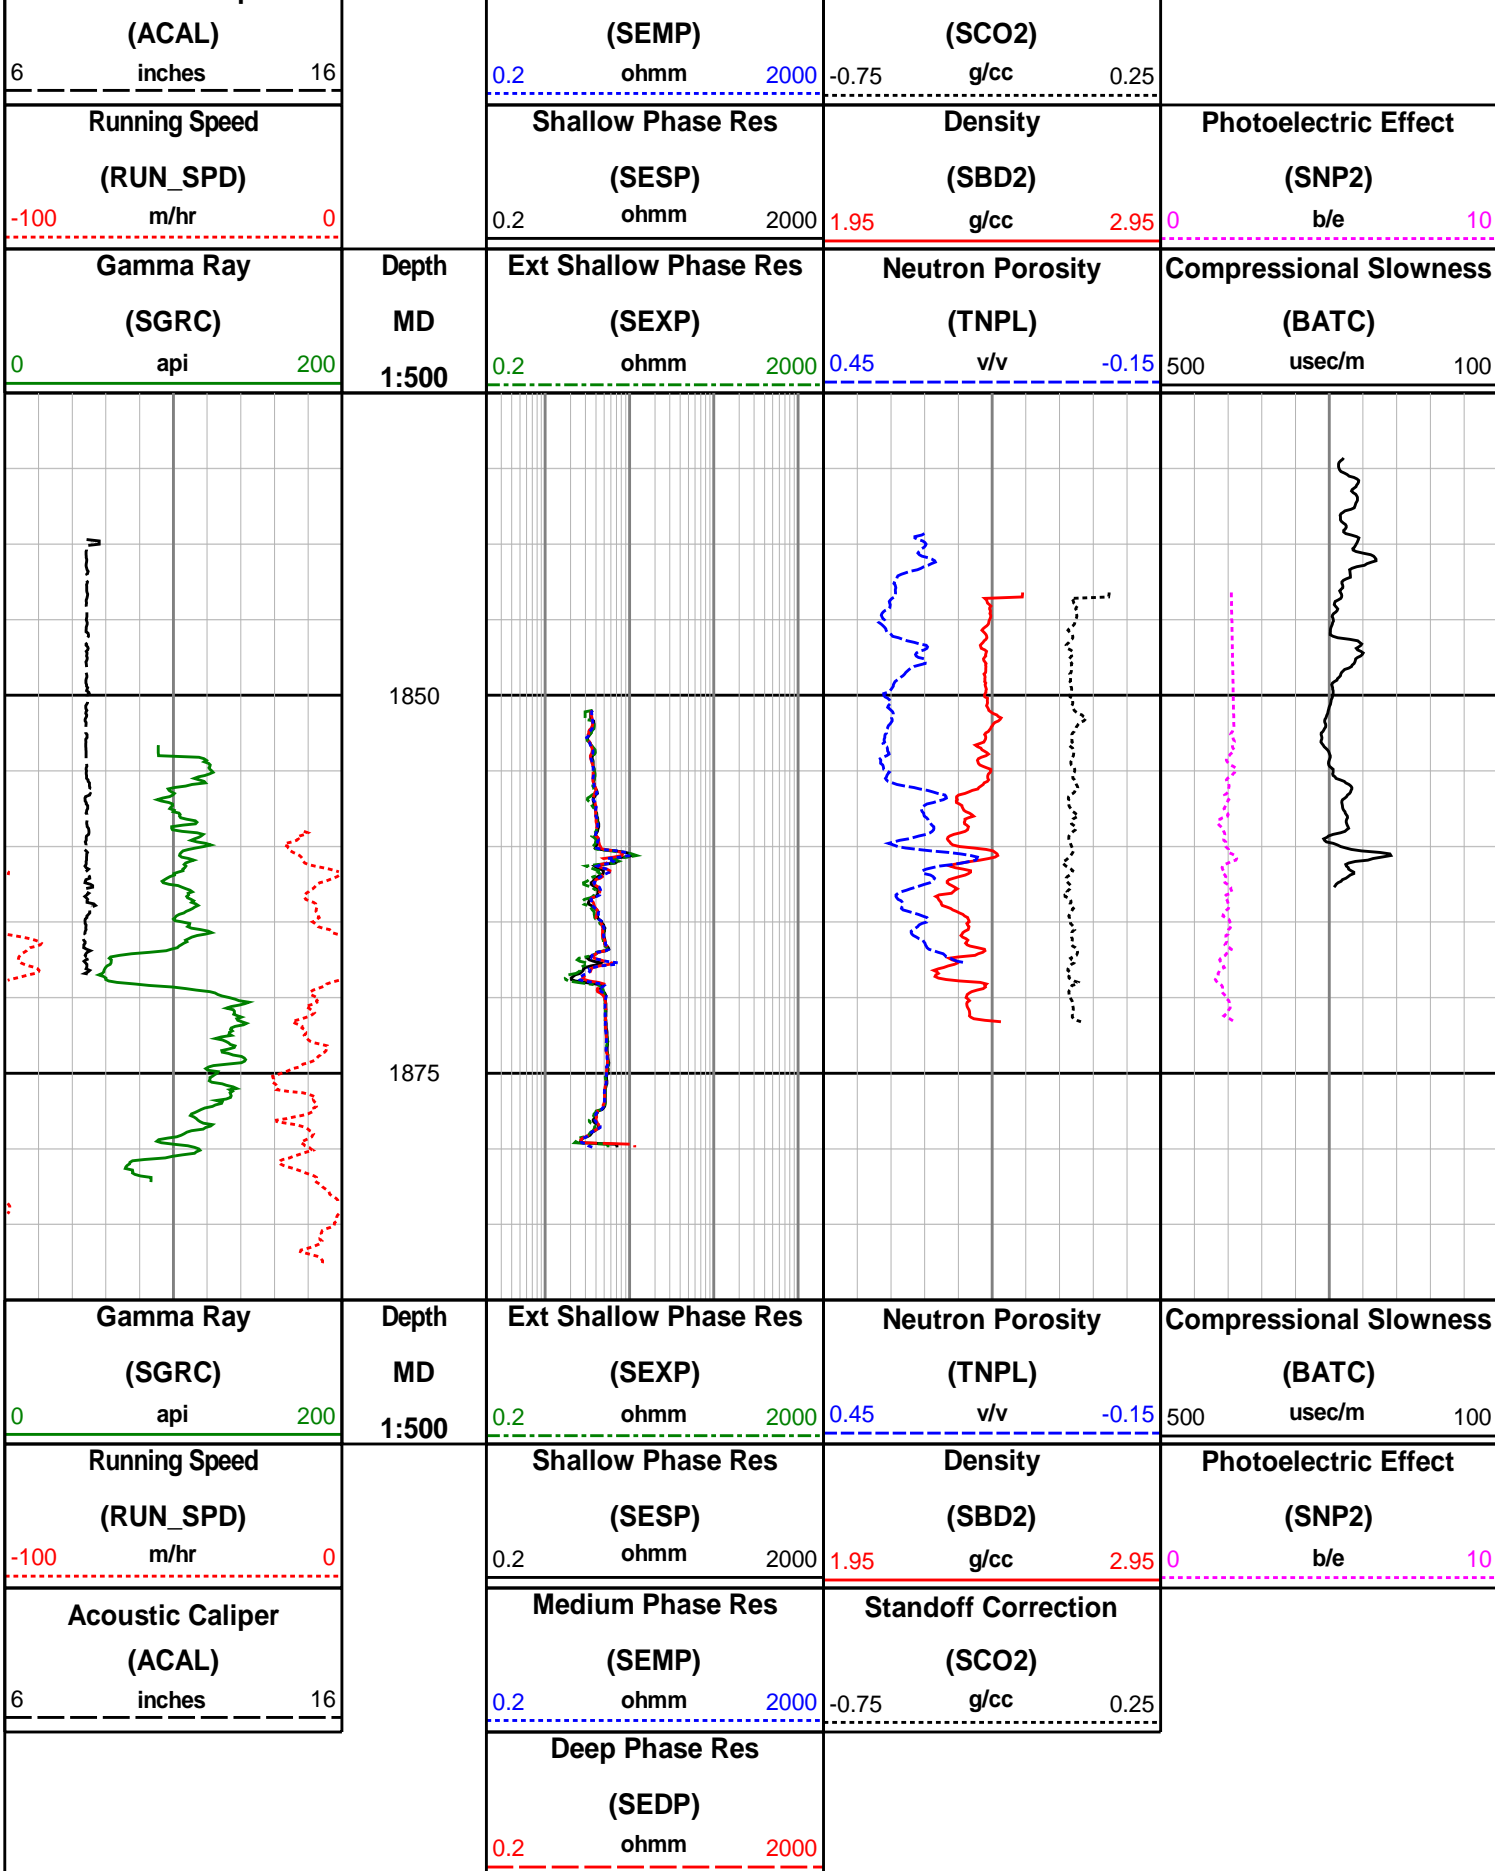 (ACAL) (SEMP) (SCO2)
6 inches 16 0.2 ohmm 2000 -0.75 g/cc 0.25
Running Speed Shallow Phase Res Density Photoelectric Effect
(RUN_SPD) (SESP) (SBD2) (SNP2)
-100 m/hr 0 0.2 ohmm 2000 1.95 g/cc 2.95 0 b/e 10
Gamma Ray Depth Ext Shallow Phase Res Neutron Porosity Compressional Slowness
(SGRC) MD (SEXP) (TNPL) (BATC)
0 api 200 1:500 0.2 ohmm 2000 0.45 v/v -0.15 500 usec/m 100
1850
1875
Gamma Ray Depth Ext Shallow Phase Res Neutron Porosity Compressional Slowness
(SGRC) MD (SEXP) (TNPL) (BATC)
0 api 200 1:500 0.2 ohmm 2000 0.45 v/v -0.15 500 usec/m 100
Running Speed Shallow Phase Res Density Photoelectric Effect
(RUN_SPD) (SESP) (SBD2) (SNP2)
-100 m/hr 0 0.2 ohmm 2000 1.95 g/cc 2.95 0 b/e 10
Acoustic Caliper Medium Phase Res Standoff Correction
(ACAL) (SEMP) (SCO2)
6 inches 16 0.2 ohmm 2000 -0.75 g/cc 0.25
Deep Phase Res
(SEDP)
0.2 ohmm 2000